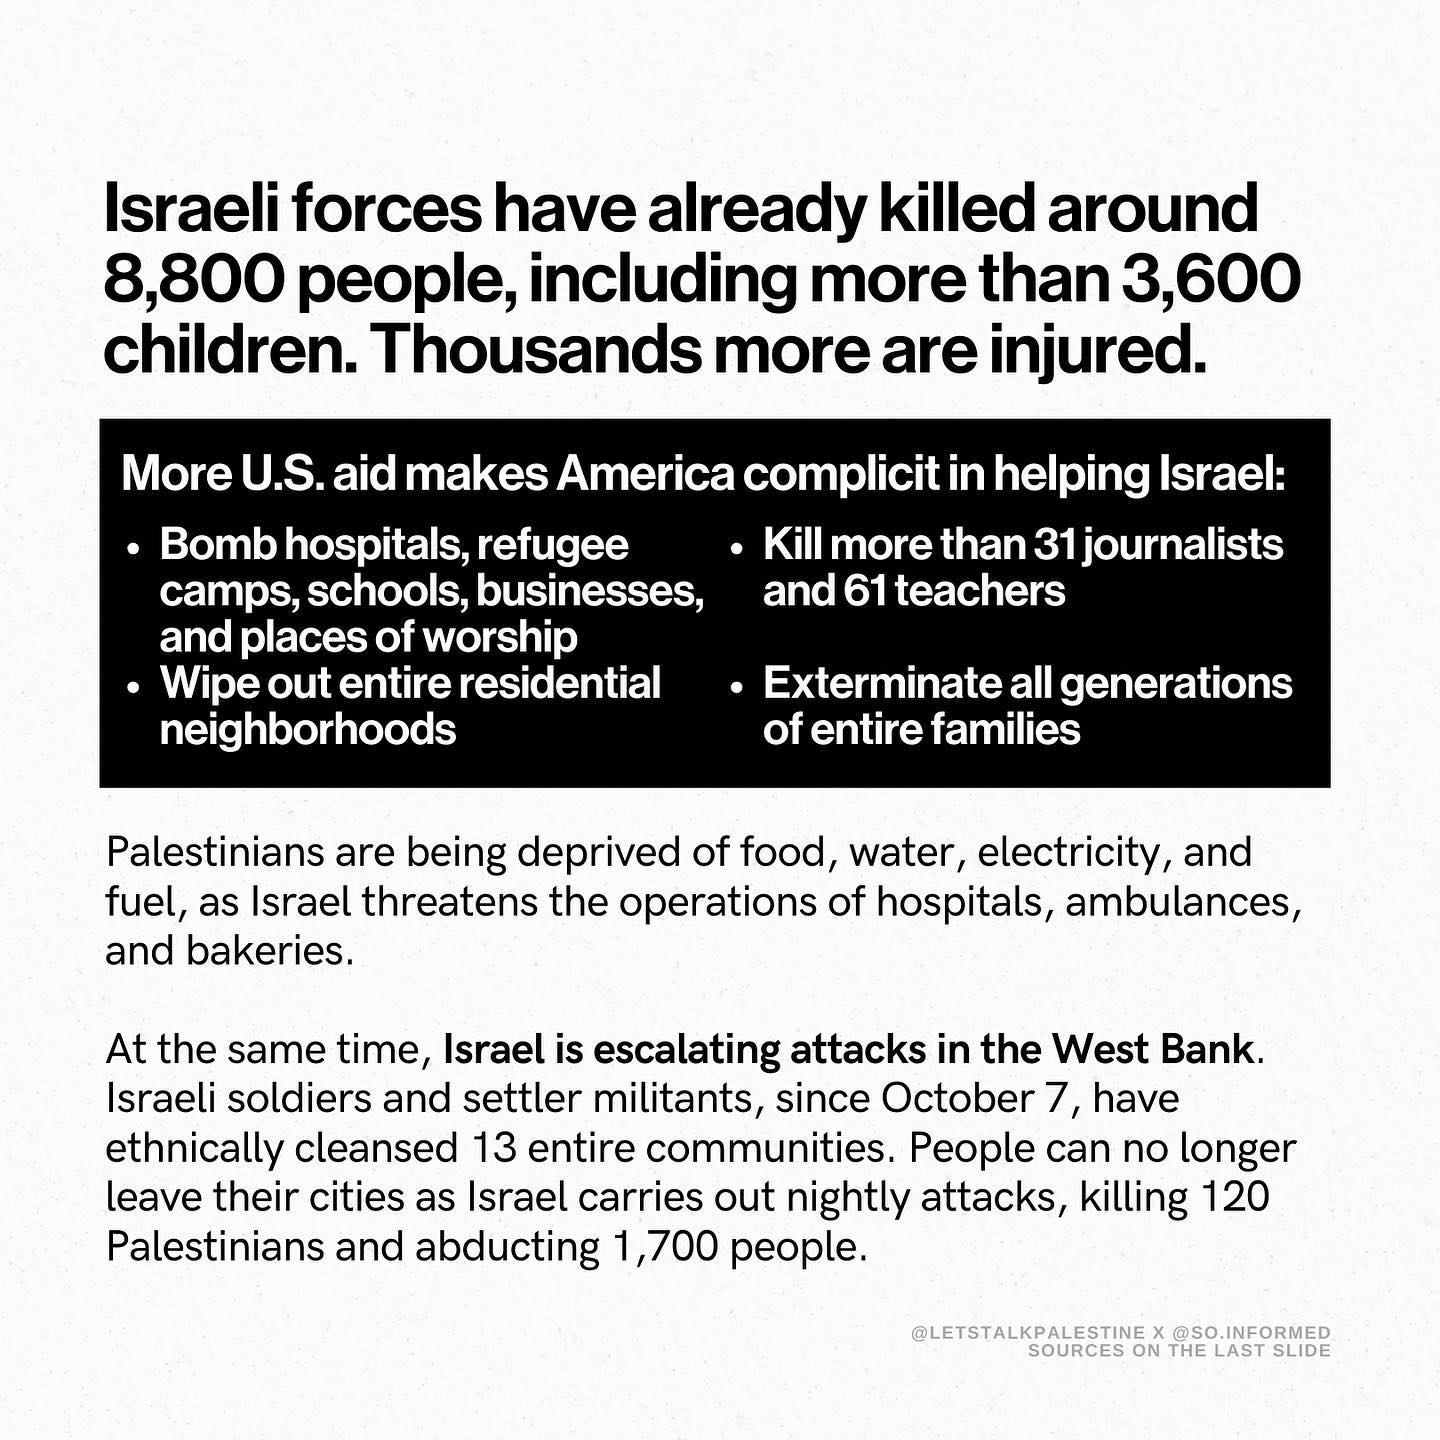 Israeli forces have already killed around
8,800 people, including more than 3,600
children. Thousands more are injured.
More U.S. aid makes America complicit in helping Israel:
• Bomb hospitals, refugee
camps, schools, businesses,
and places of worship
• Wipe out entire residential
neighborhoods
• Kill more than 31 journalists
and 61 teachers
• Exterminate all generations
of entire families
Palestinians are being deprived of food, water, electricity, and
fuel, as Israel threatens the operations of hospitals, ambulances,
and bakeries.
At the same time, Israel is escalating attacks in the West Bank.
Israeli soldiers and settler militants, since October 7, have
ethnically cleansed 13 entire communities. People can no longer
leave their cities as Israel carries out nightly attacks, killing 120
Palestinians and abducting 1,700 people.
@LETSTALKPALESTINE X @SO.INFORMED
SOURCES ON THE LAST SLIDE